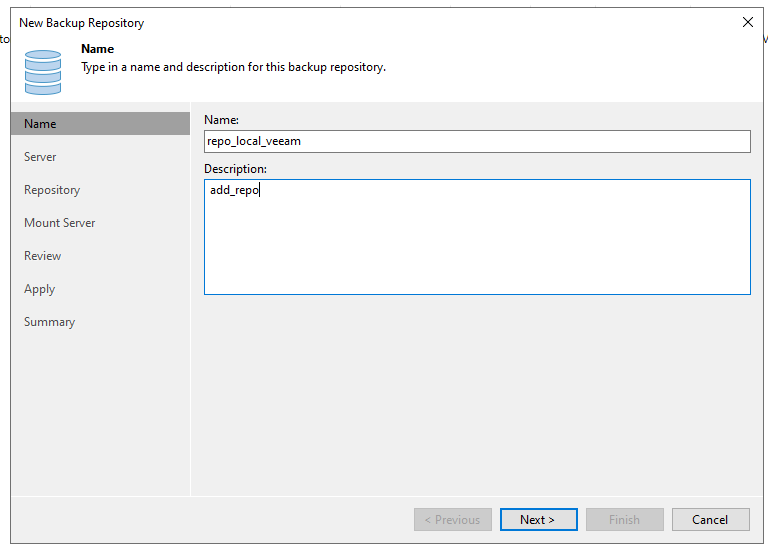 New Backup Repository
Name
Type in a name and description for this backup repository.
to
Name
Server
Repository
Mount Server
Review
Apply
Summary
Name:
repo_local_veeam
Description:
add_repo
< Previous
Next >
Finish
Cancel